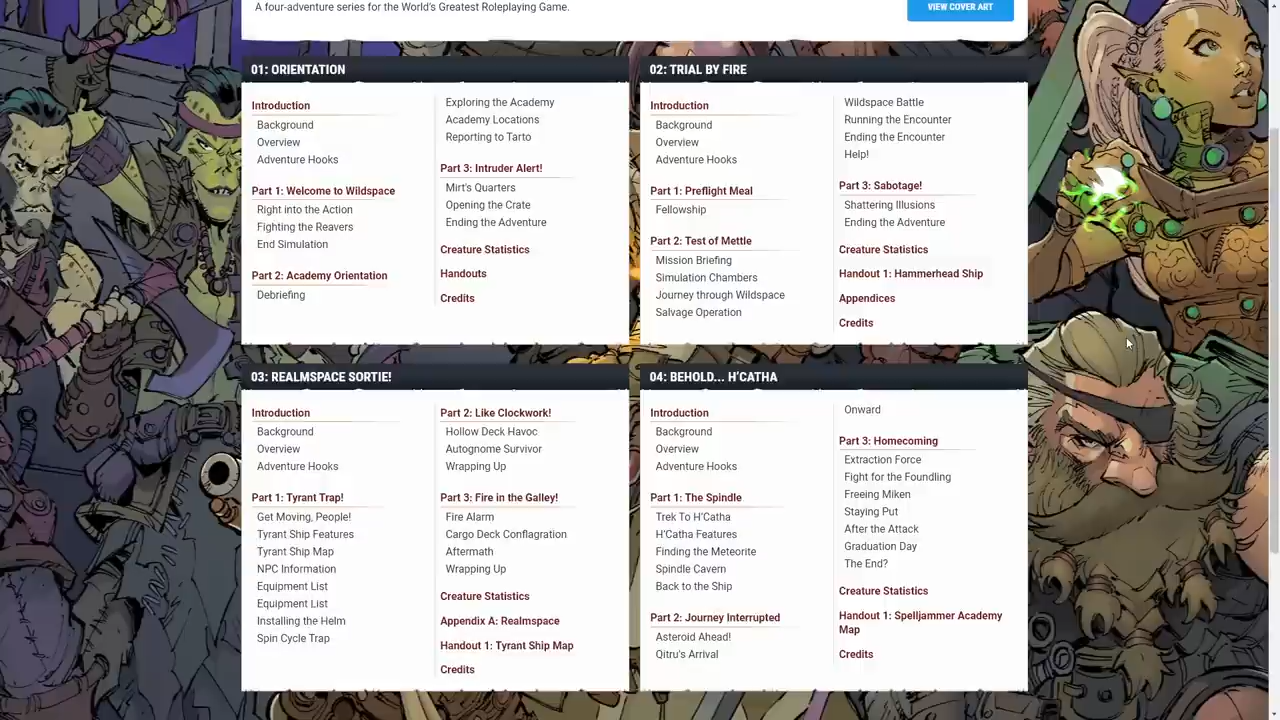 A four-adventure series for the World's Greatest Roleplaying Game.
VIEW COVER ART
01: ORIENTATION
Introduction
Background
Overview
Adventure Hooks
Part 1: Welcome to Wildspace
Right into the Action
Fighting the Reavers
End Simulation
Part 2: Academy Orientation
Debriefing
Exploring the Academy
Academy Locations
Reporting to Tarto
Part 3: Intruder Alert!
Mirt's Quarters
Opening the Crate
Ending the Adventure
Creature Statistics
Handouts
Credits
02: TRIAL BY FIRE
Introduction
Background
Overview
Adventure Hooks
Part 1: Preflight Meal
Fellowship
Part 2: Test of Mettle
Mission Briefing
Simulation Chambers
Journey through Wildspace
Salvage Operation
Wildspace Battle
Running the Encounter
Ending the Encounter
Help!
Part 3: Sabotage!
Shattering Illusions
Ending the Adventure
Creature Statistics
Handout 1: Hammerhead Ship
Appendices
Credits
03: REALMSPACE SORTIE!
Introduction
Background
Overview
Adventure Hooks
Part 1: Tyrant Trap!
Get Moving, People!
Tyrant Ship Features
Tyrant Ship Map
NPC Information
Equipment List
Equipment List
Installing the Helm
Spin Cycle Trap
Part 2: Like Clockwork!
Hollow Deck Havoc
Autognome Survivor
Wrapping Up
Part 3: Fire in the Galley!
Fire Alarm
Cargo Deck Conflagration
Aftermath
Wrapping Up
Creature Statistics
Appendix A: Realmspace
Handout 1: Tyrant Ship Map
Credits
04: BEHOLD... H'CATHA
Introduction
Background
Overview
Adventure Hooks
Part 1: The Spindle
Trek To H'Catha
H'Catha Features
Finding the Meteorite
Spindle Cavern
Back to the Ship
Part 2: Journey Interrupted
Asteroid Ahead!
Qitru's Arrival
Onward
Part 3: Homecoming
Extraction Force
Fight for the Foundling
Freeing Miken
Staying Put
After the Attack
Graduation Day
The End?
Creature Statistics
Handout 1: Spelljammer Academy
Map
Credits